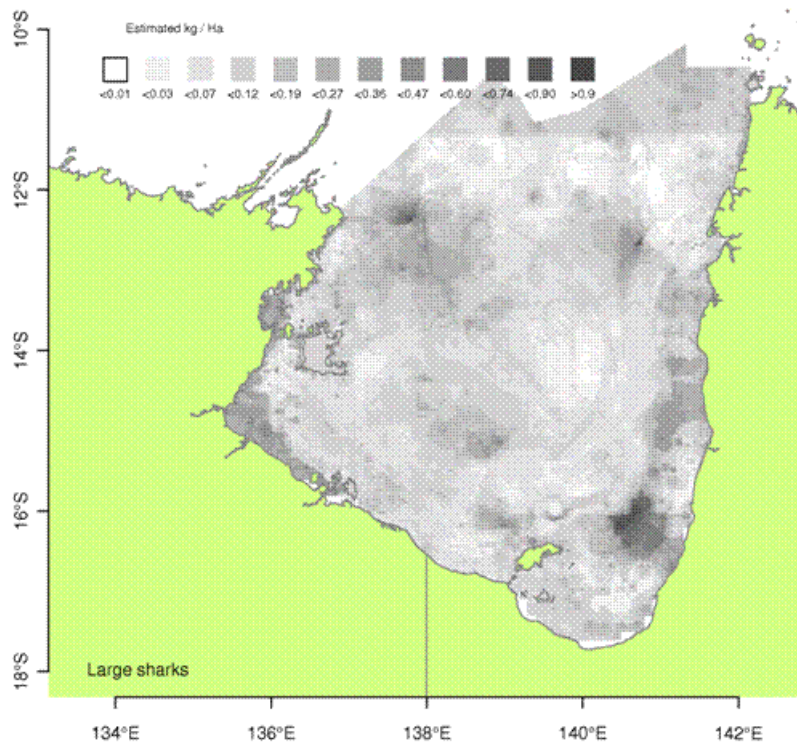 Estimated kg / Ha
<0.01 <0.03 <0.07 <0.12 <0.19 <0.27 <0.36 <0.47 <0.60 <0.74 <0.90 >0.9
10°S
12°S
14°S
16°S
18°S
Large sharks
134°E 136°E 138°E 140°E 142°E